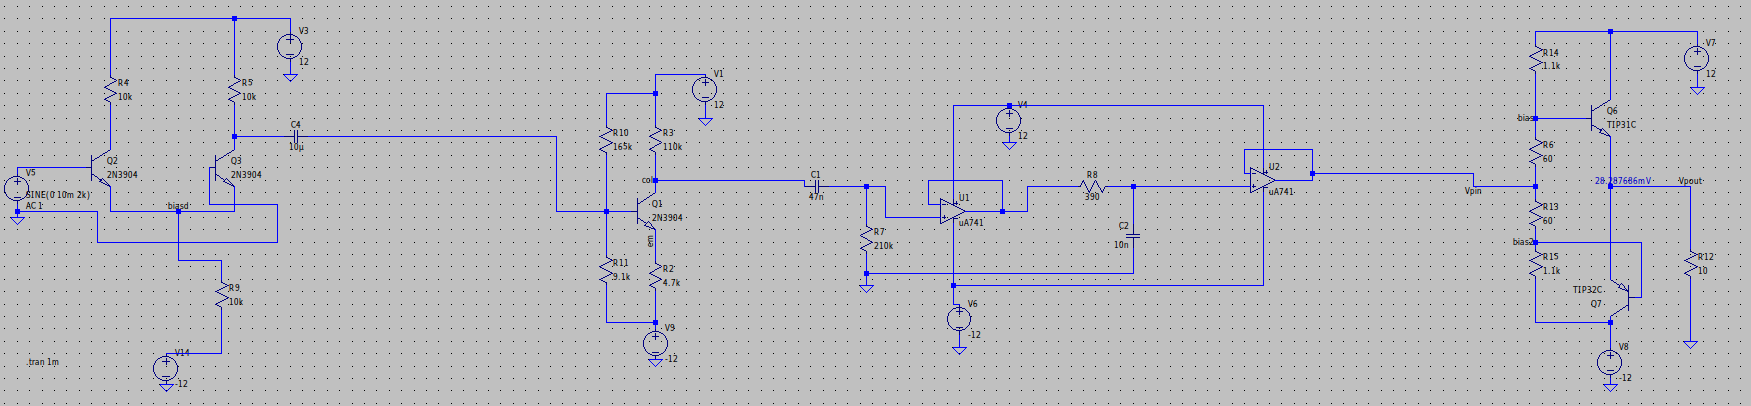 V3
12
R4
10k
R5
10k
C4
10µ
Q2
2N3904
Q3
2N3904
V5
SINE(0 10m 2k)
AC 1
biasd
R9
10k
V14
-12
.tran 1m
V1
12
R10
165k
R3
110k
col
Q1
2N3904
em
R11
9.1k
R2
4.7k
V9
-12
C1
47n
R7
210k
V4
12
U1
uA741
R8
390
C2
10n
U2
uA741
V6
-12
Vpin
R14
1.1k
V7
12
bias
Q6
TIP31C
R6
60
28.287686mV
Vpout
R13
60
bias2
R15
1.1k
R12
10
TIP32C
Q7
V8
-12